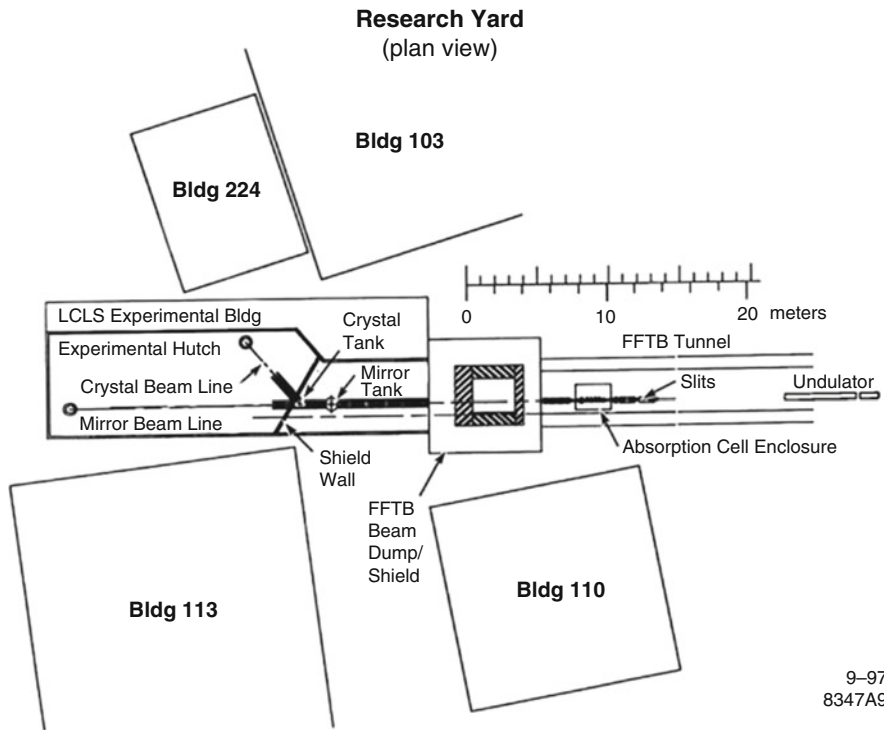 Research Yard
(plan view)
Bldg 103
Bldg 224
LCLS Experimental Bldg
Crystal
Tank
0
10
20
meters
FFTB Tunnel
Experimental Hutch
Mirror
Tank
Crystal Beam Line
Slits
Undulator
Mirror Beam Line
Absorption Cell Enclosure
Shield
Wall
FFTB
Beam
Dump/
Shield
Bldg 113
Bldg 110
9–97
8347A9